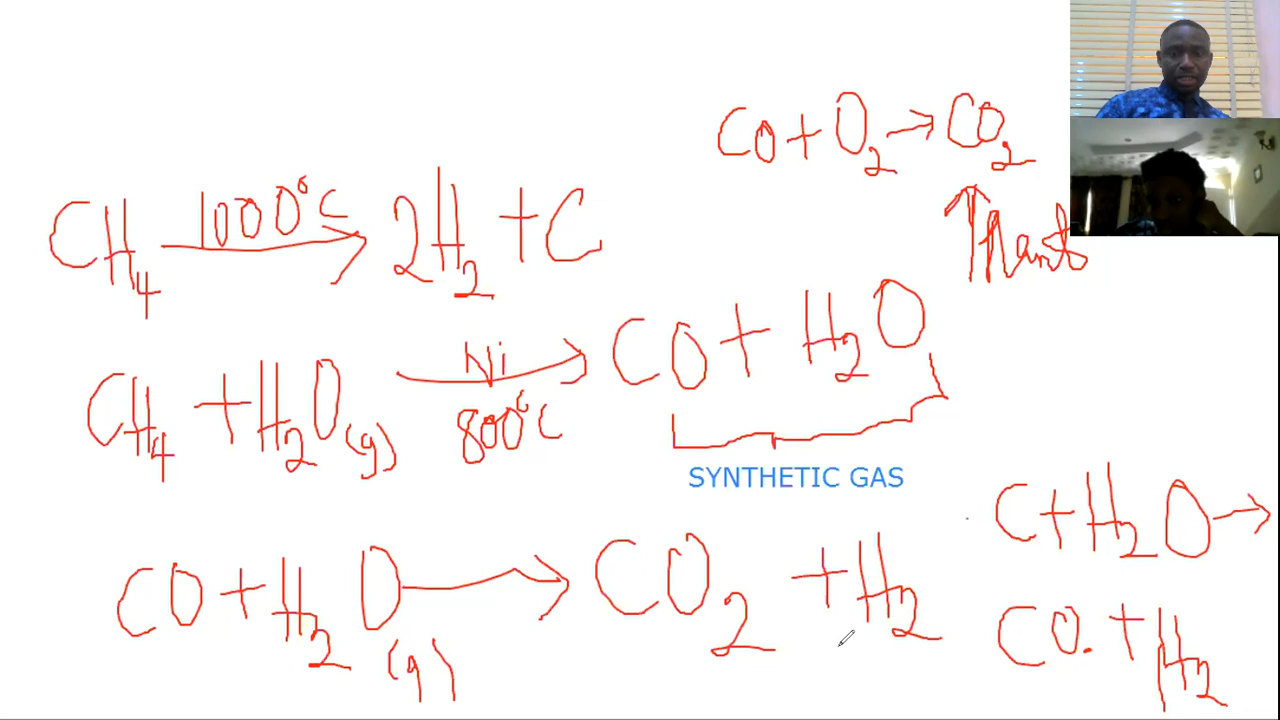 CO + O2 → CO2
CH4 1000°C → 2H2 + C
CH4 + H2O(g) Ni 800°C → CO + H2O
SYNTHETIC GAS
C + H2O →
CO + H2
CO + H2O(g) → CO2 + H2